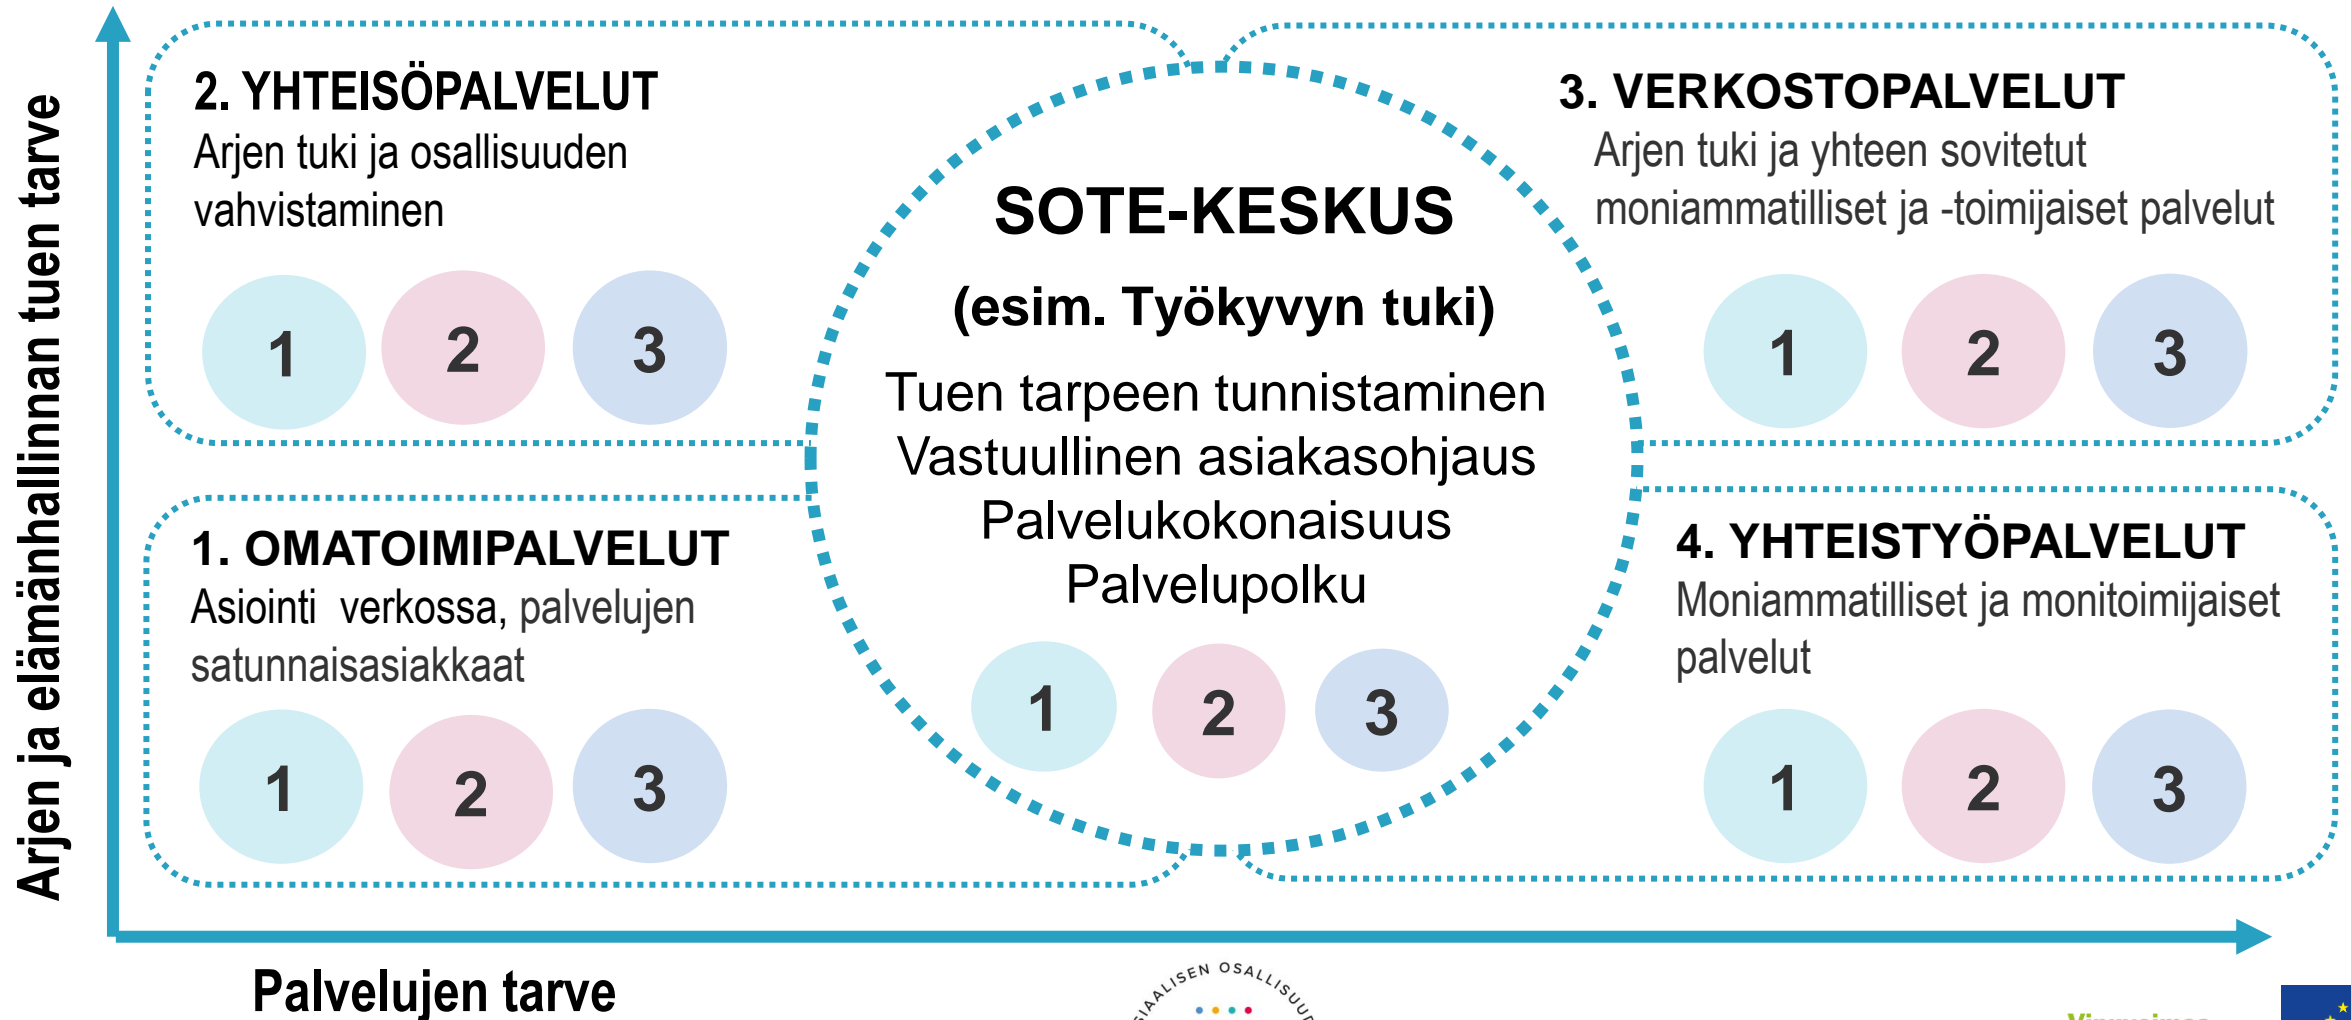 Arjen ja elämänhallinnan tuen tarve
2. YHTEISÖPALVELUT
Arjen tuki ja osallisuuden
vahvistaminen
1 2 3
1. OMATOIMIPALVELUT
Asiointi verkossa, palvelujen
satunnaisasiakkaat
1 2 3
SOTE-KESKUS
(esim. Työkyvyn tuki)
Tuen tarpeen tunnistaminen
Vastuullinen asiakasohjaus
Palvelukokonaisuus
Palvelupolku
1 2 3
3. VERKOSTOPALVELUT
Arjen tuki ja yhteen sovitetut
moniammatilliset ja -toimijaiset palvelut
1 2 3
4. YHTEISTYÖPALVELUT
Moniammatilliset ja monitoimijaiset
palvelut
1 2 3
Palvelujen tarve